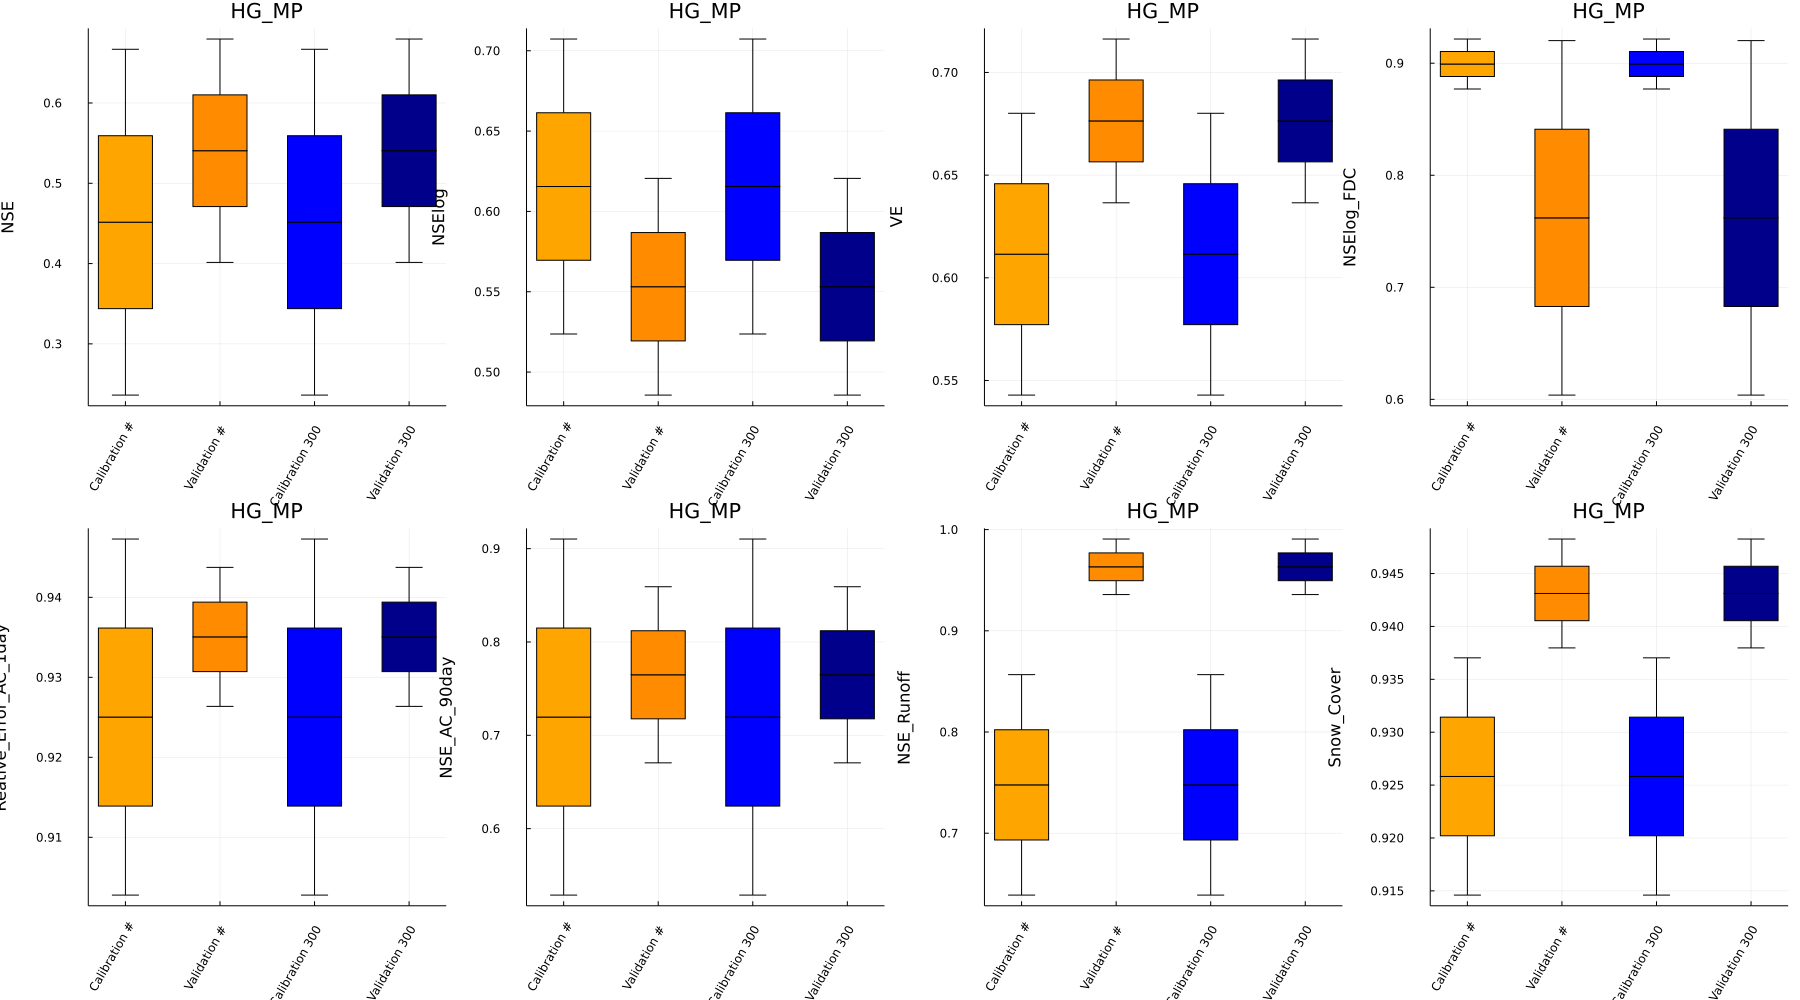 HG_MP
NSE
0.6
0.5
0.4
0.3
Calibration #
Validation #
Calibration 300
Validation 300
HG_MP
NSElog
0.70
0.65
0.60
0.55
0.50
Calibration #
Validation #
Calibration 300
Validation 300
HG_MP
VE
0.70
0.65
0.60
0.55
Calibration #
Validation #
Calibration 300
Validation 300
HG_MP
NSElog_FDC
0.9
0.8
0.7
0.6
Calibration #
Validation #
Calibration 300
Validation 300
HG_MP
Reative_Error_AC_1day
0.94
0.93
0.92
0.91
Calibration #
Validation #
Calibration 300
Validation 300
HG_MP
NSE_AC_90day
0.9
0.8
0.7
0.6
Calibration #
Validation #
Calibration 300
Validation 300
HG_MP
NSE_Runoff
1.0
0.9
0.8
0.7
Calibration #
Validation #
Calibration 300
Validation 300
HG_MP
Snow_Cover
0.945
0.940
0.935
0.930
0.925
0.920
0.915
Calibration #
Validation #
Calibration 300
Validation 300